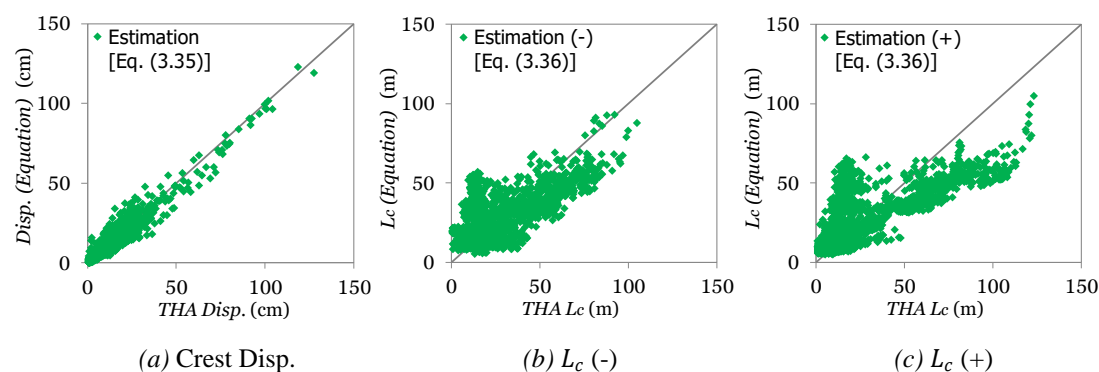 150
100
50
0
Disp. (Equation) (cm)
Estimation
[Eq. (3.35)]
0 50 100 150
THA Disp. (cm)
(a) Crest Disp.
150
100
50
0
Lc (Equation) (m)
Estimation (-)
[Eq. (3.36)]
0 50 100 150
THA Lc (m)
(b) Lc (-)
150
100
50
0
Lc (Equation) (m)
Estimation (+)
[Eq. (3.36)]
0 50 100 150
THA Lc (m)
(c) Lc (+)